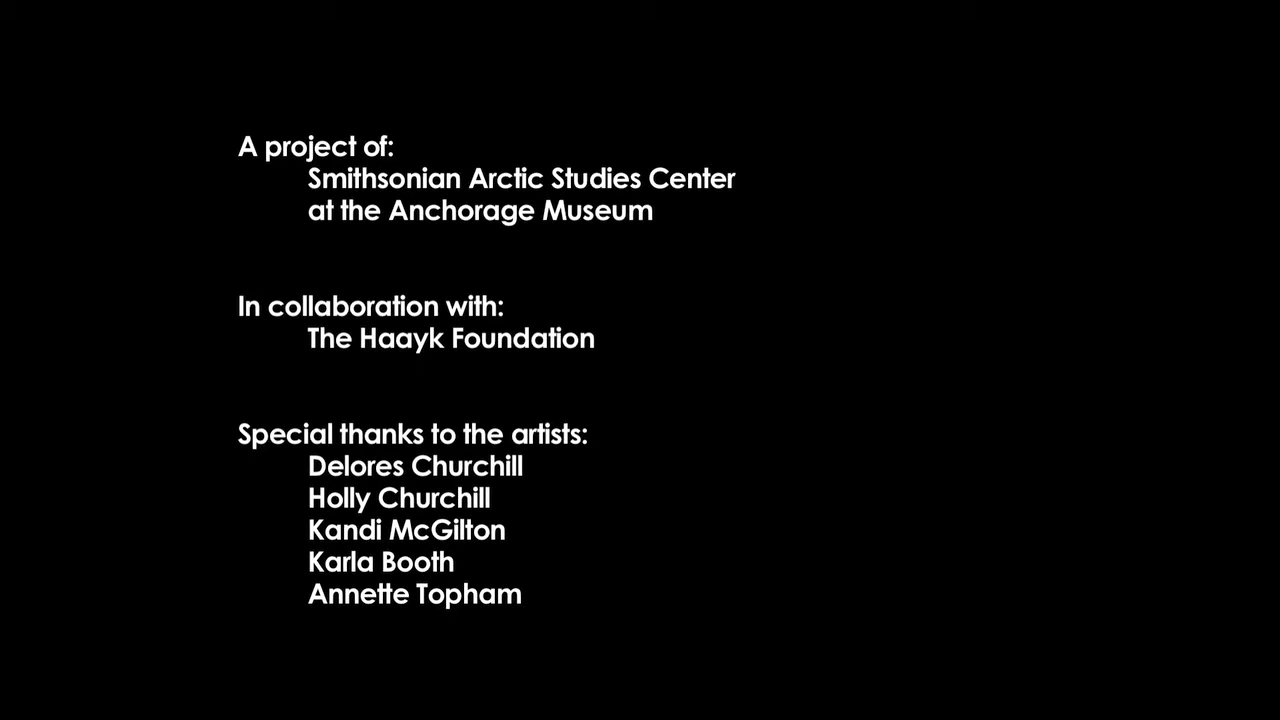 A project of:
Smithsonian Arctic Studies Center
at the Anchorage Museum
In collaboration with:
The Haayk Foundation
Special thanks to the artists:
Delores Churchill
Holly Churchill
Kandi McGilton
Karla Booth
Annette Topham